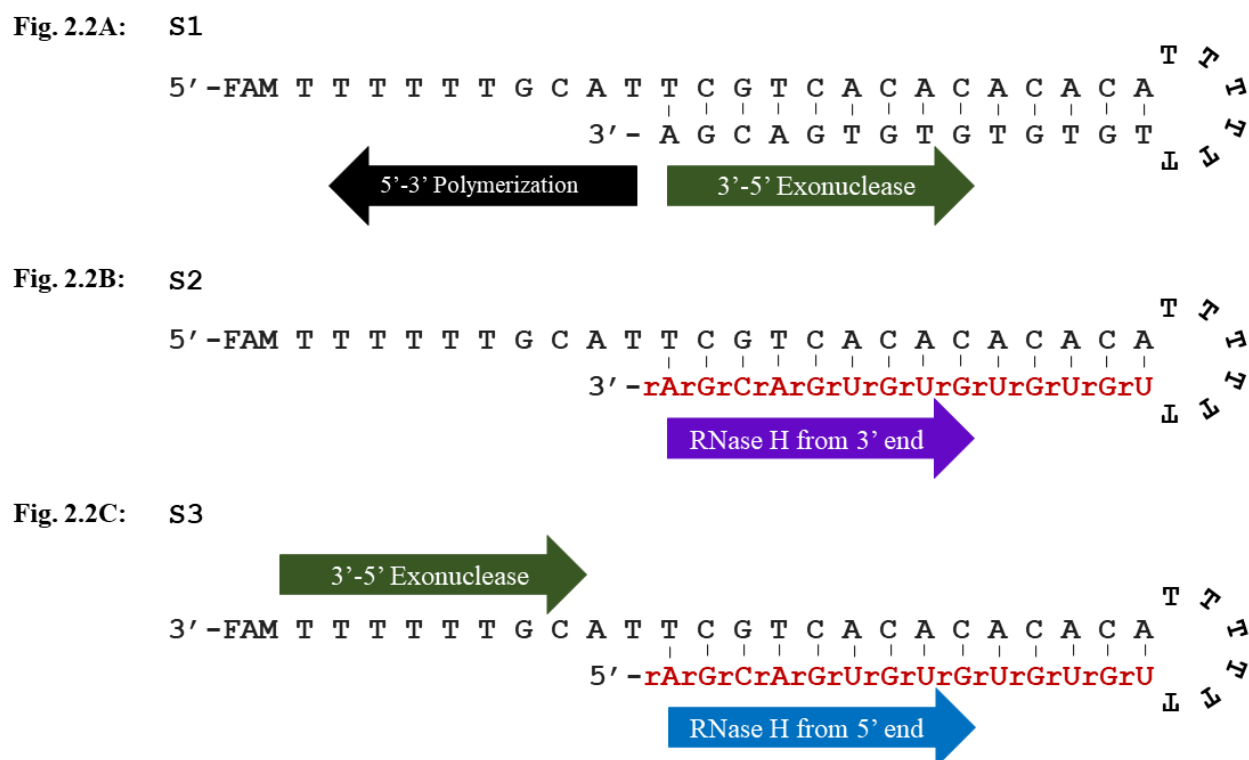 Fig. 2.2A: S1
5'-FAM T T T T T T G C A T T C G T C A C A C A C A C A T T T T T T T
3'- A G C A G T G T G T G T G T
5'-3' Polymerization 3'-5' Exonuclease
Fig. 2.2B: S2
5'-FAM T T T T T T G C A T T C G T C A C A C A C A C A T T T T T T T
3'-rArGrCrArGrUrGrUrGrUrGrUrGrU
RNase H from 3' end
Fig. 2.2C: S3
3'-5' Exonuclease
3'-FAM T T T T T T G C A T T C G T C A C A C A C A C A T T T T T T T
5'-rArGrCrArGrUrGrUrGrUrGrUrGrU
RNase H from 5' end